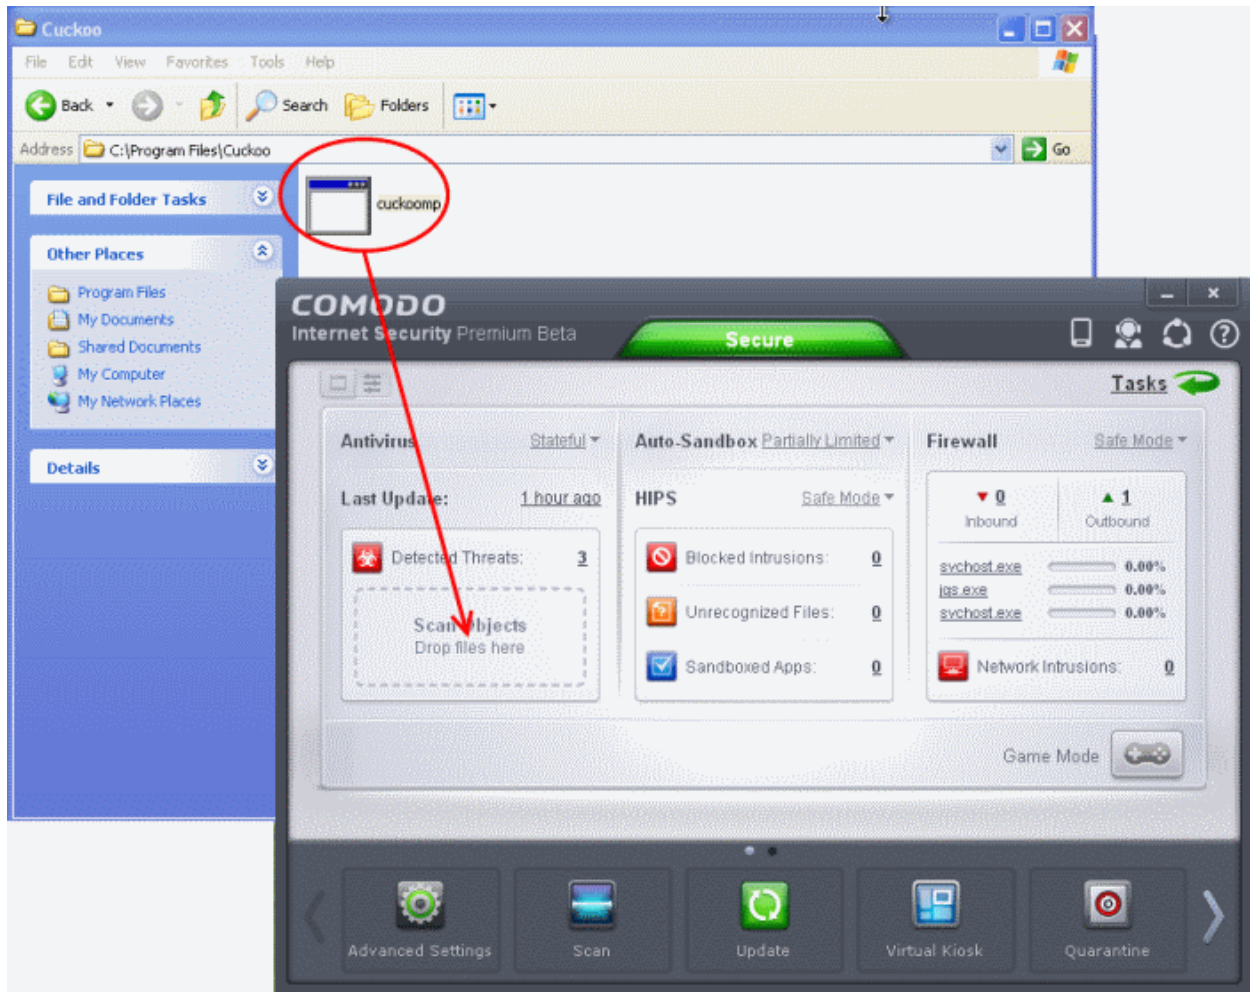 Cuckoo
File Edit View Favorites Tools Help
Back Search Folders
Address C:\Program Files\Cuckoo Go
File and Folder Tasks
cuckoomp
Other Places
Program Files
My Documents
Shared Documents
My Computer
My Network Places
Details
COMODO
Internet Security Premium Beta
Secure
Tasks
Antivirus Stateful
Last Update: 1 hour ago
Detected Threats: 3
Scan Objects
Drop files here
Auto-Sandbox Partially Limited
HIPS Safe Mode
Blocked Intrusions: 0
Unrecognized Files: 0
Sandboxed Apps: 0
Firewall Safe Mode
0 1
Inbound Outbound
svchost.exe 0.00%
jqs.exe 0.00%
svchost.exe 0.00%
Network Intrusions: 0
Game Mode
Advanced Settings Scan Update Virtual Kiosk Quarantine